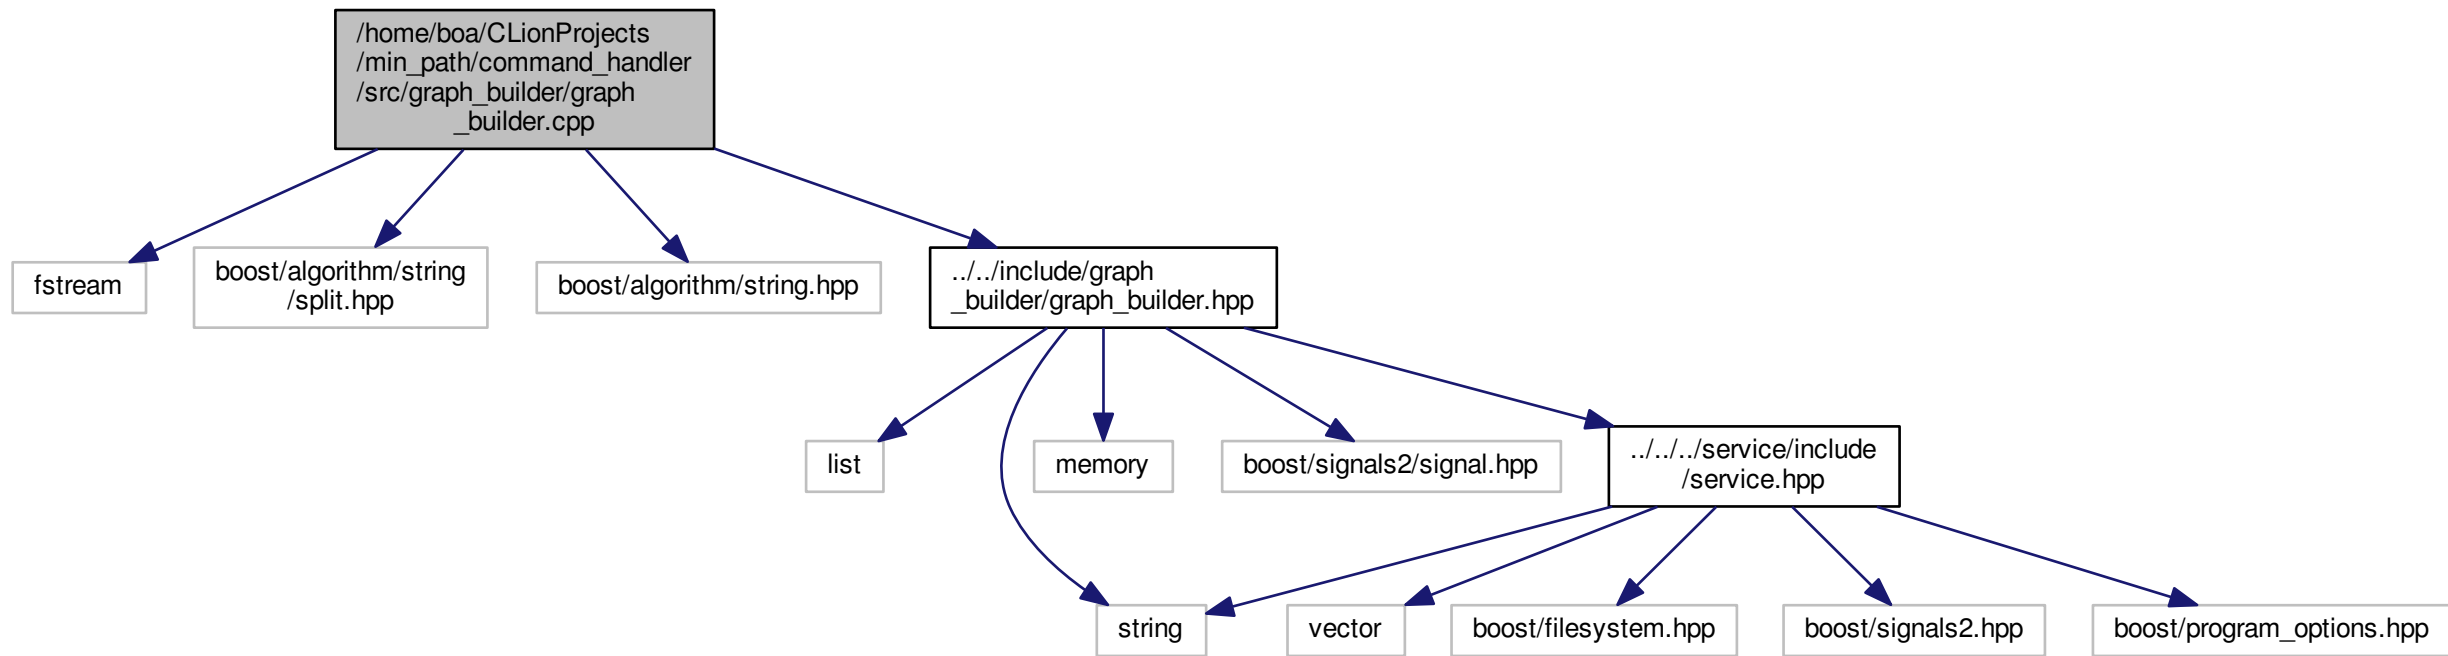 /home/boa/CLionProjects
/min_path/command_handler
/src/graph_builder/graph
_builder.cpp
fstream
boost/algorithm/string
/split.hpp
boost/algorithm/string.hpp
../../include/graph
_builder/graph_builder.hpp
list
memory
boost/signals2/signal.hpp
../../../service/include
/service.hpp
string
vector
boost/filesystem.hpp
boost/signals2.hpp
boost/program_options.hpp